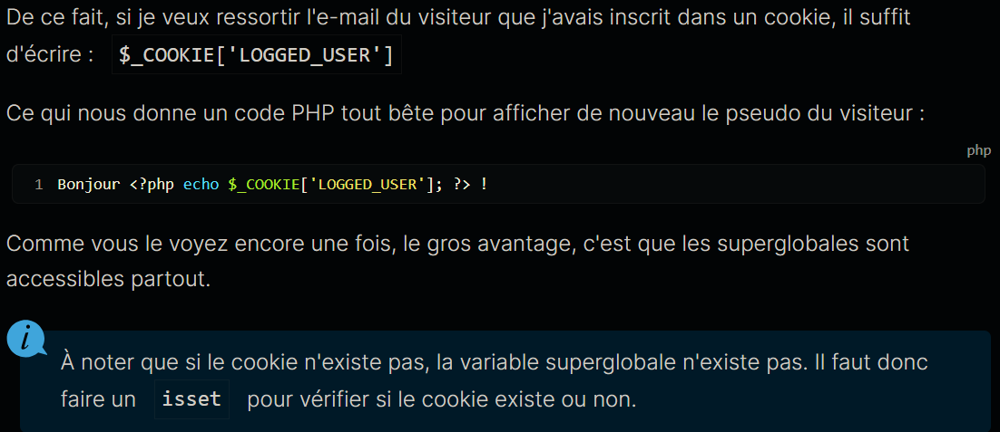 De ce fait, si je veux ressortir l'e-mail du visiteur que j'avais inscrit dans un cookie, il suffit
d'écrire : $_COOKIE['LOGGED_USER']
Ce qui nous donne un code PHP tout bête pour afficher de nouveau le pseudo du visiteur :
php
1 Bonjour <?php echo $_COOKIE['LOGGED_USER']; ?> !
Comme vous le voyez encore une fois, le gros avantage, c'est que les superglobales sont
accessibles partout.
i
À noter que si le cookie n'existe pas, la variable superglobale n'existe pas. Il faut donc
faire un isset pour vérifier si le cookie existe ou non.